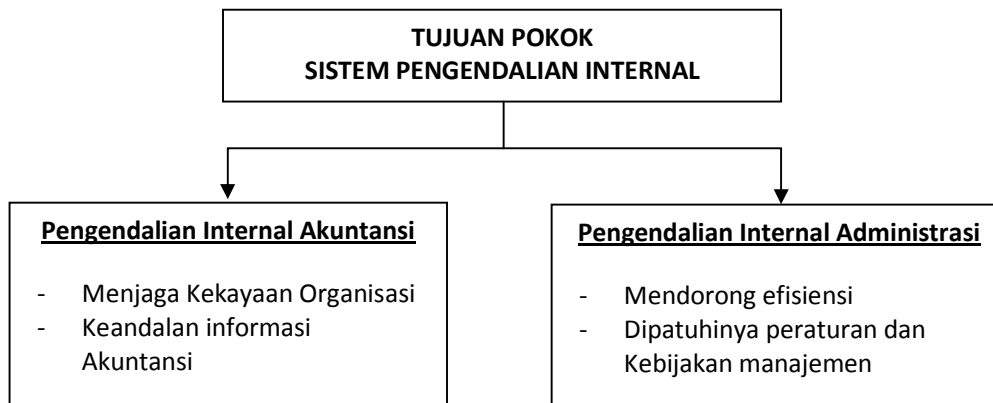 TUJUAN POKOK
SISTEM PENGENDALIAN INTERNAL
Pengendalian Internal Akuntansi
- Menjaga Kekayaan Organisasi
- Keandalan informasi
Akuntansi
Pengendalian Internal Administrasi
- Mendorong efisiensi
- Dipatuhinya peraturan dan
Kebijakan manajemen